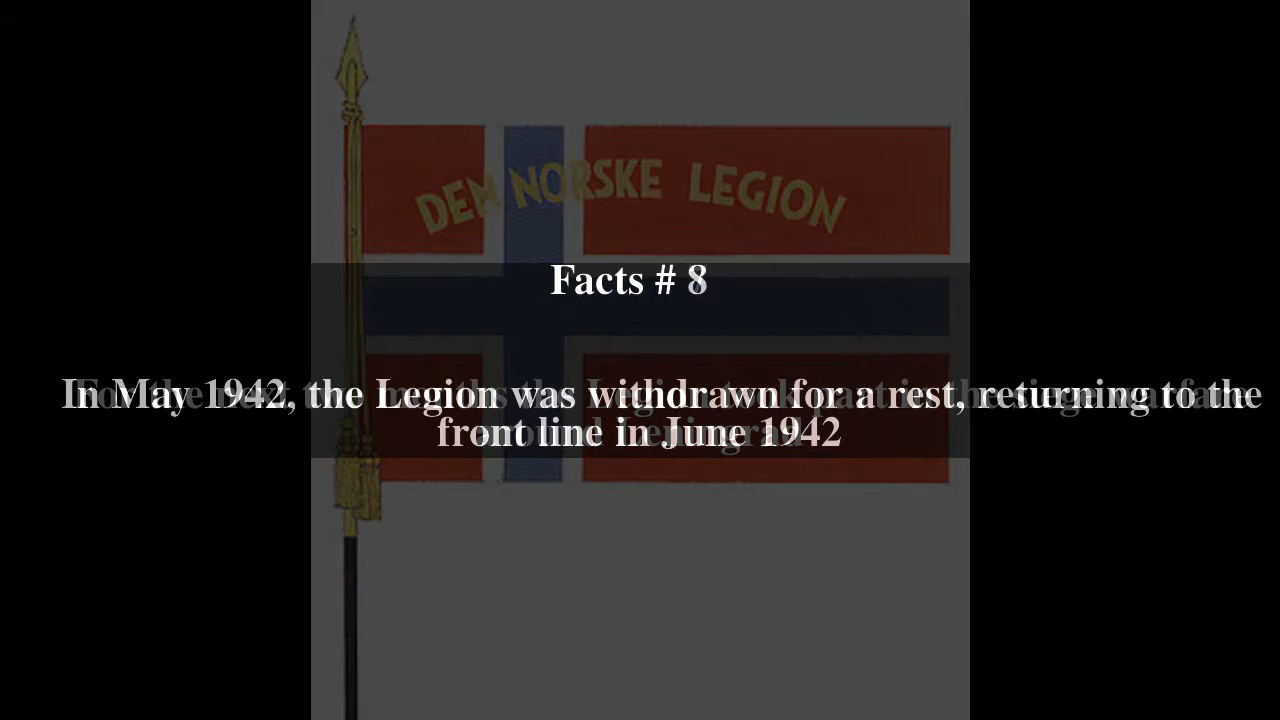 DEN NORSKE LEGION
Facts # 8
In May 1942, the Legion was withdrawn for a rest, returning to the
front line in June 1942